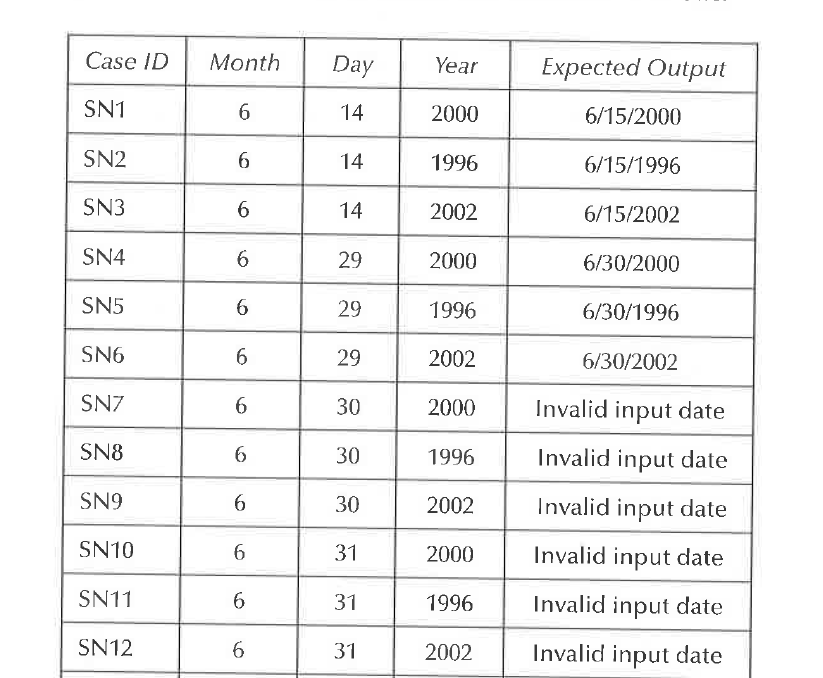 Case ID Month Day Year Expected Output
SN1 6 14 2000 6/15/2000
SN2 6 14 1996 6/15/1996
SN3 6 14 2002 6/15/2002
SN4 6 29 2000 6/30/2000
SN5 6 29 1996 6/30/1996
SN6 6 29 2002 6/30/2002
SN7 6 30 2000 Invalid input date
SN8 6 30 1996 Invalid input date
SN9 6 30 2002 Invalid input date
SN10 6 31 2000 Invalid input date
SN11 6 31 1996 Invalid input date
SN12 6 31 2002 Invalid input date